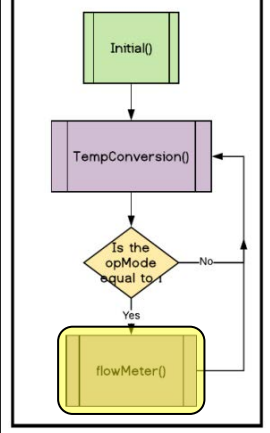 Initial()
TempConversion()
Is the
opMode
equal to
No
Yes
flowMeter()